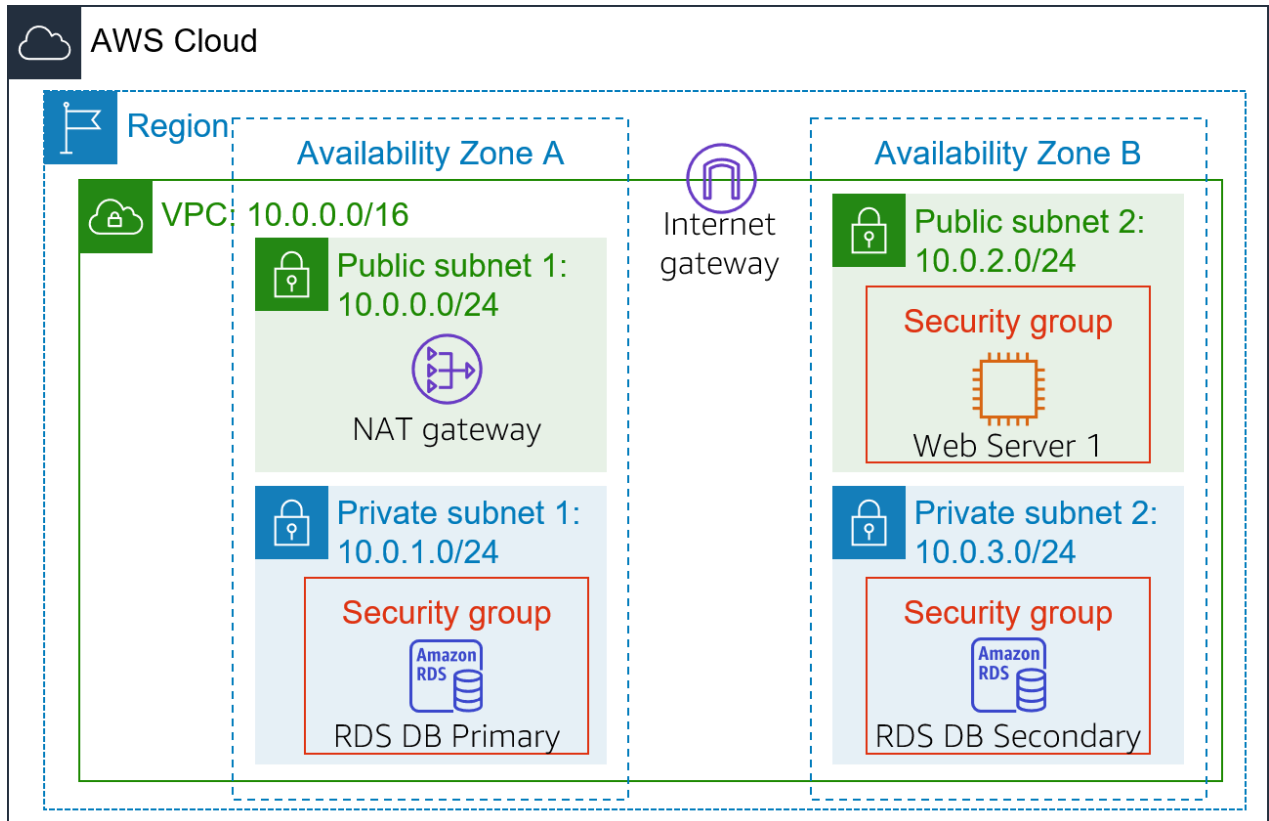 AWS Cloud
Region
Availability Zone A
Availability Zone B
VPC: 10.0.0.0/16
Internet
gateway
Public subnet 1:
10.0.0.0/24
NAT gateway
Public subnet 2:
10.0.2.0/24
Security group
Web Server 1
Private subnet 1:
10.0.1.0/24
Security group
Amazon
RDS
RDS DB Primary
Private subnet 2:
10.0.3.0/24
Security group
Amazon
RDS
RDS DB Secondary